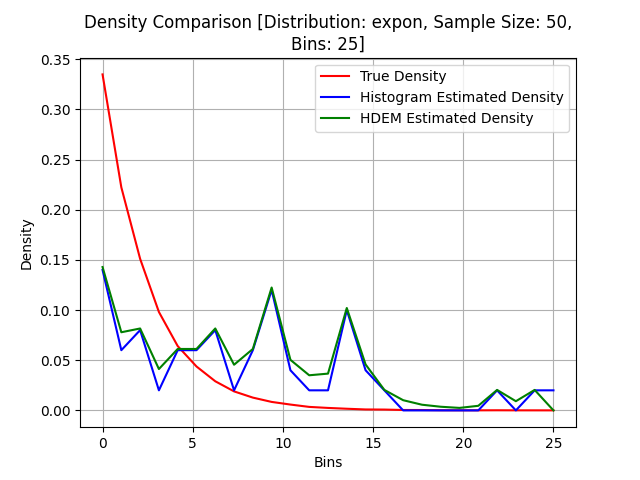 Density Comparison [Distribution: expon, Sample Size: 50,
Bins: 25]
True Density
Histogram Estimated Density
HDEM Estimated Density
Density
0.35
0.30
0.25
0.20
0.15
0.10
0.05
0.00
0 5 10 15 20 25
Bins